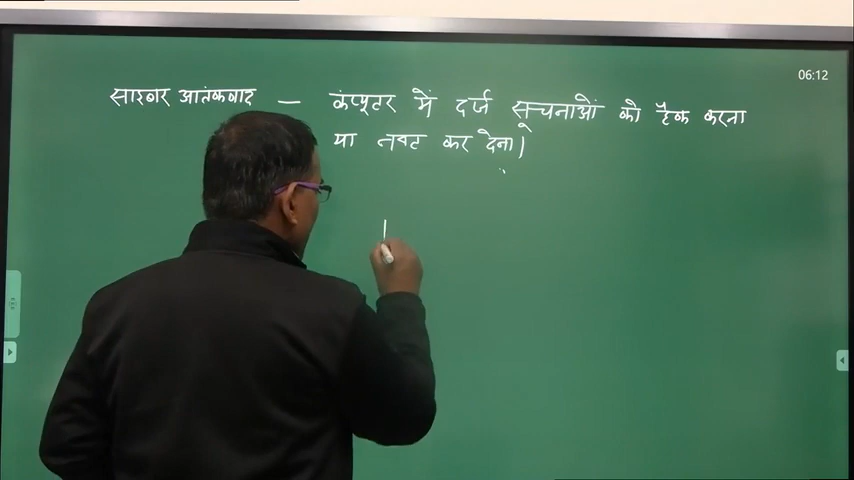 06:12
साइबर आतंकवाद — कंप्यूटर में दर्ज सूचनाओं को हैक करना
या नष्ट कर देना।